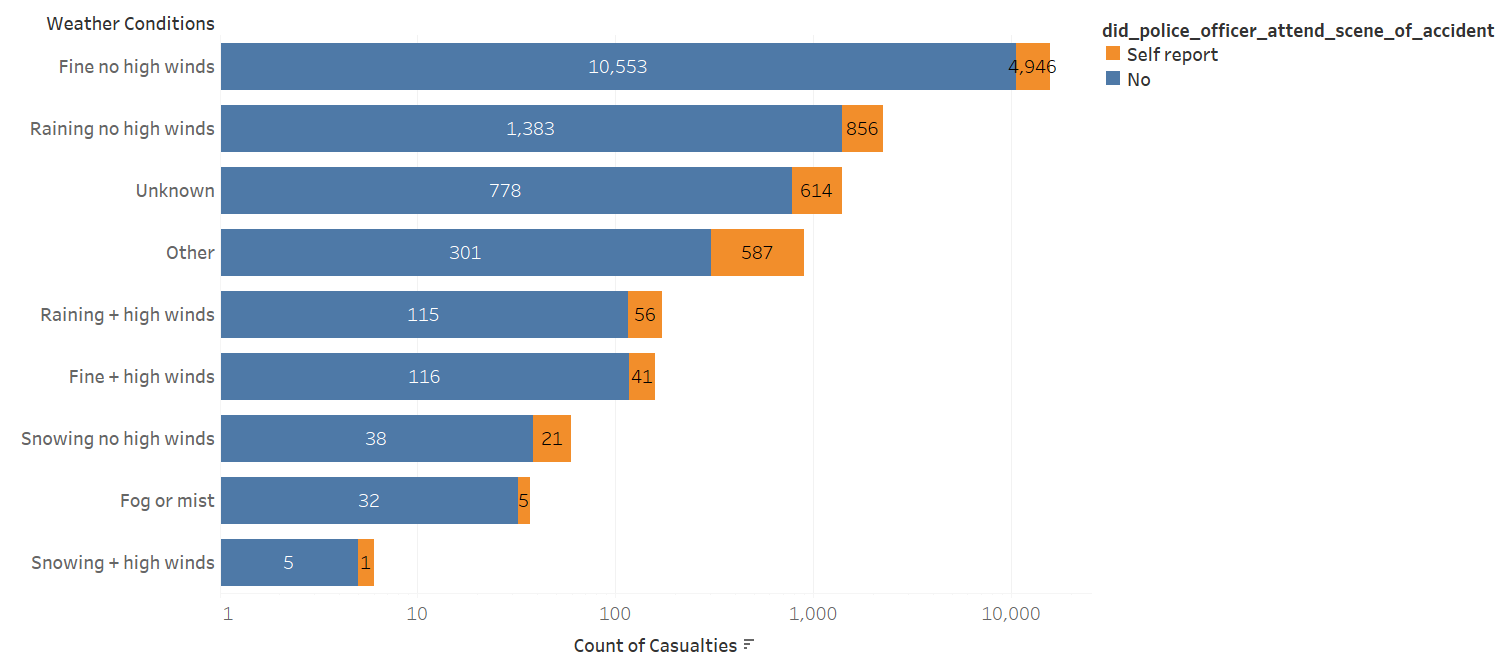 Weather Conditions
Fine no high winds 10,553 4,946
Raining no high winds 1,383 856
Unknown 778 614
Other 301 587
Raining + high winds 115 56
Fine + high winds 116 41
Snowing no high winds 38 21
Fog or mist 32 5
Snowing + high winds 5 1
1 10 100 1,000 10,000
Count of Casualties
did_police_officer_attend_scene_of_accident
Self report
No